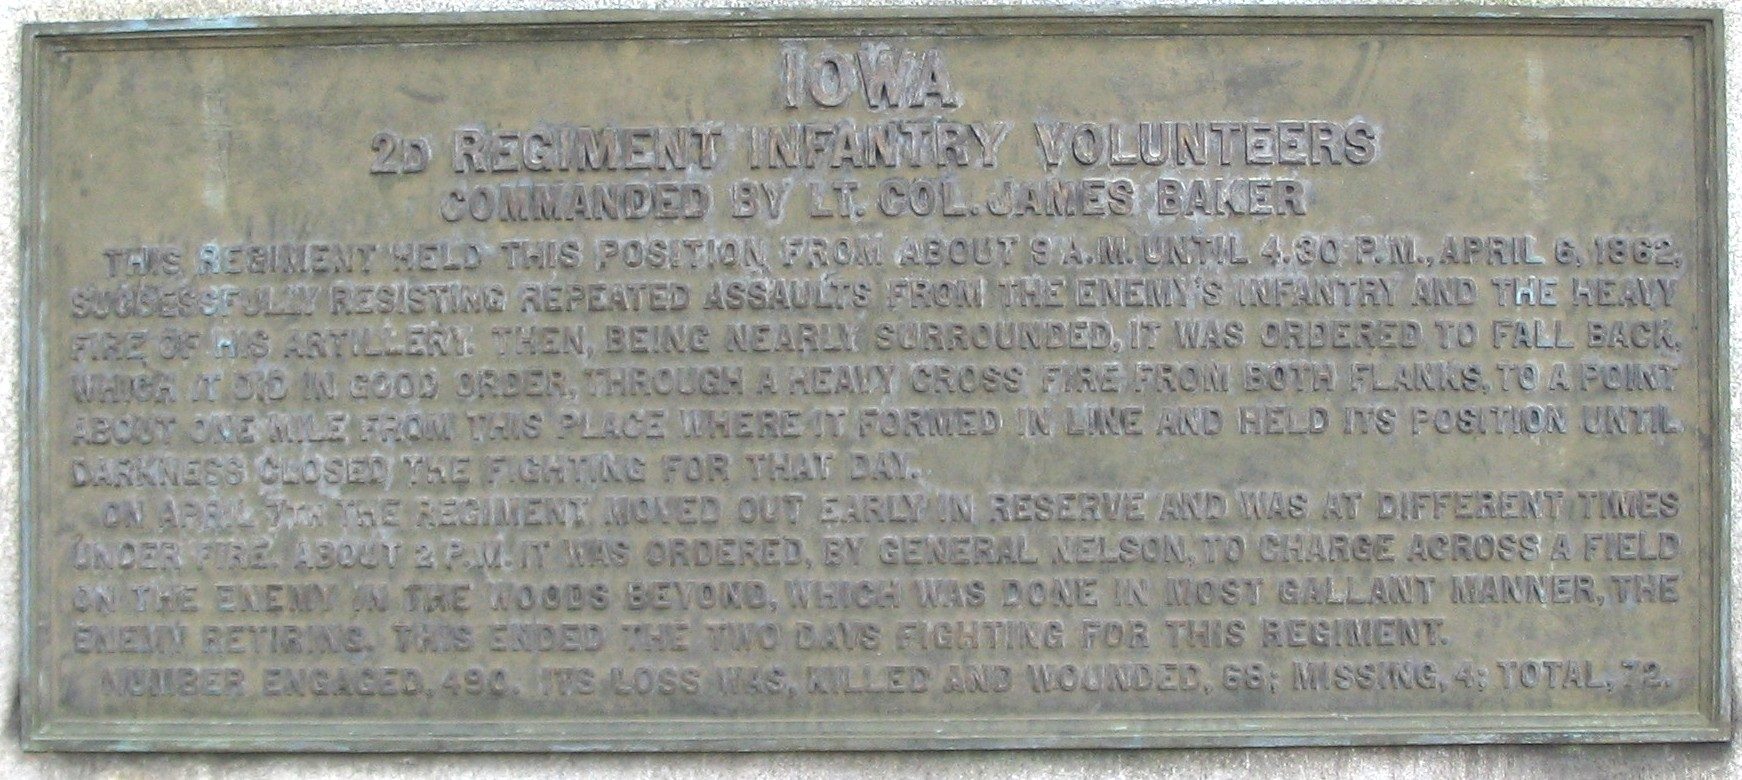 IOWA
2D REGIMENT INFANTRY VOLUNTEERS
COMMANDED BY LT. COL. JAMES BAKER
THIS REGIMENT HELD THIS POSITION FROM ABOUT 9 A.M. UNTIL 4.30 P.M., APRIL 6, 1862,
SUCCESSFULLY RESISTING REPEATED ASSAULTS FROM THE ENEMY'S INFANTRY AND THE HEAVY
FIRE OF HIS ARTILLERY. THEN, BEING NEARLY SURROUNDED, IT WAS ORDERED TO FALL BACK,
WHICH IT DID IN GOOD ORDER, THROUGH A HEAVY CROSS FIRE FROM BOTH FLANKS, TO A POINT
ABOUT ONE MILE FROM THIS PLACE WHERE IT FORMED IN LINE AND HELD ITS POSITION UNTIL
DARKNESS CLOSED THE FIGHTING FOR THAT DAY.
ON APRIL 7TH THE REGIMENT MOVED OUT EARLY IN RESERVE AND WAS AT DIFFERENT TIMES
UNDER FIRE. ABOUT 2 P.M. IT WAS ORDERED, BY GENERAL NELSON, TO CHARGE ACROSS A FIELD
ON THE ENEMY IN THE WOODS BEYOND, WHICH WAS DONE IN MOST GALLANT MANNER, THE
ENEMY RETIRING. THIS ENDED THE TWO DAYS FIGHTING FOR THIS REGIMENT.
NUMBER ENGAGED, 490. ITS LOSS WAS, KILLED AND WOUNDED, 68; MISSING, 4; TOTAL, 72.